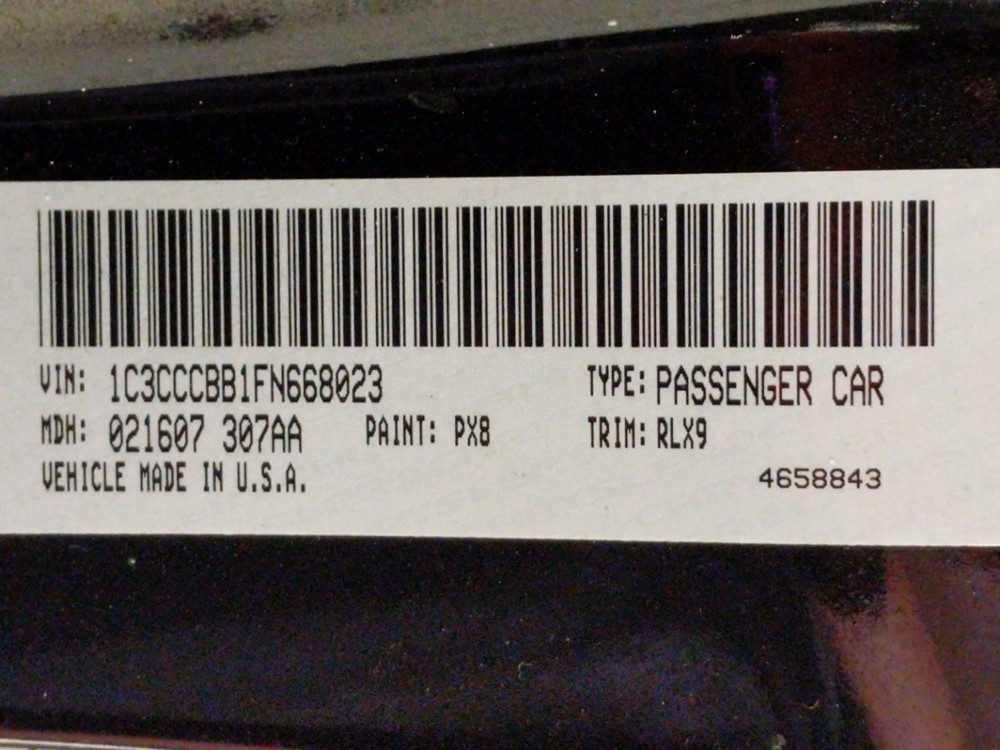 VIN: 1C3CCCBB1FN668023 TYPE: PASSENGER CAR
MDH: 021607 307AA PAINT: PX8 TRIM: RLX9
VEHICLE MADE IN U.S.A. 4658843